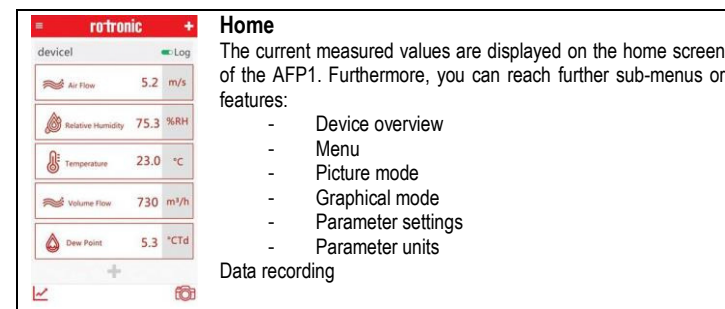 rotronic
device1 Log
Air Flow 5.2 m/s
Relative Humidity 75.3 %RH
Temperature 23.0 °C
Volume Flow 730 m³/h
Dew Point 5.3 °CTd
Home
The current measured values are displayed on the home screen
of the AFP1. Furthermore, you can reach further sub-menus or
features:
- Device overview
- Menu
- Picture mode
- Graphical mode
- Parameter settings
- Parameter units
Data recording